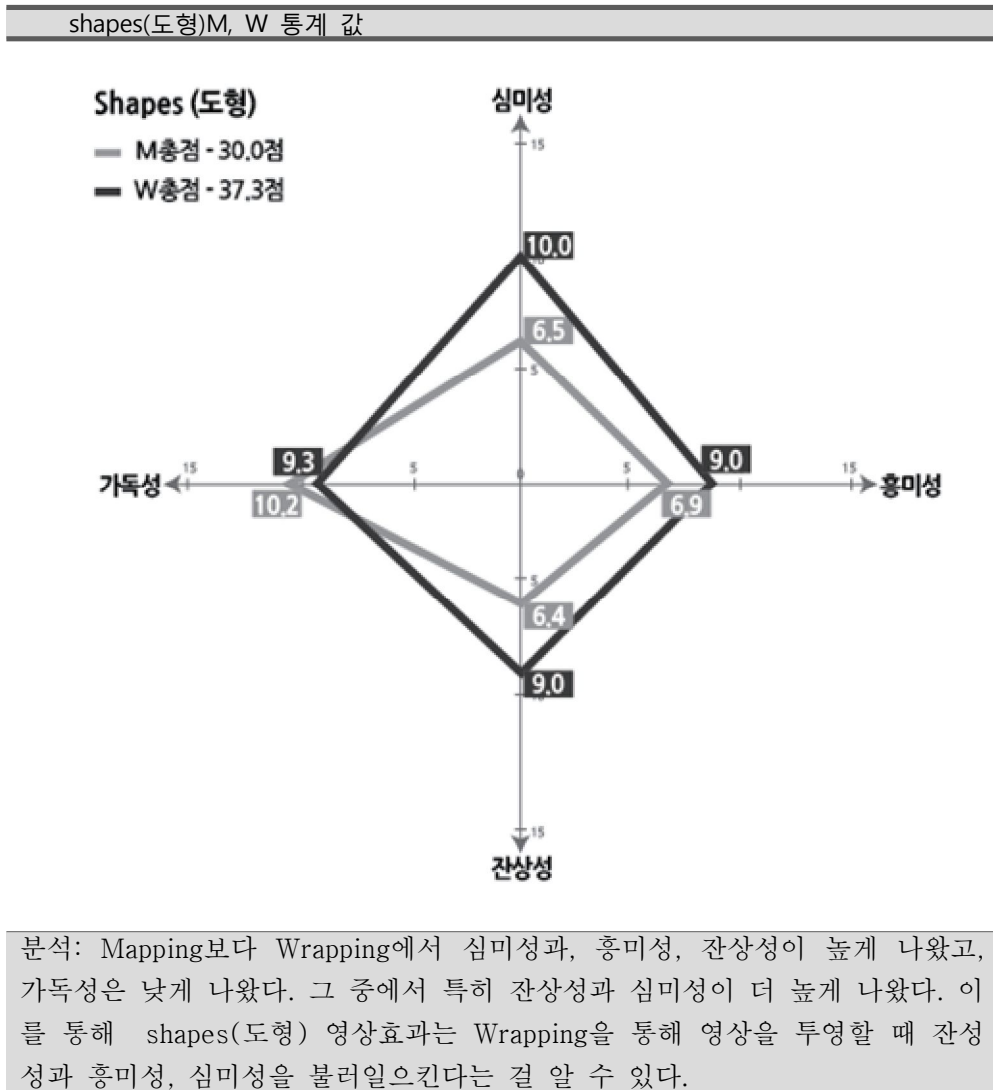 shapes(도형)M, W 통계 값
Shapes (도형)
M총점 - 30.0점
W총점 - 37.3점
심미성
15
10.0
6.5
5
가독성
15
9.3
10.2
5
0
5
9.0
6.9
15
흥미성
5
6.4
9.0
15
잔상성
분석: Mapping보다 Wrapping에서 심미성과, 흥미성, 잔상성이 높게 나왔고,
가독성은 낮게 나왔다. 그 중에서 특히 잔상성과 심미성이 더 높게 나왔다. 이
를 통해 shapes(도형) 영상효과는 Wrapping을 통해 영상을 투영할 때 잔성
성과 흥미성, 심미성을 불러일으킨다는 걸 알 수 있다.